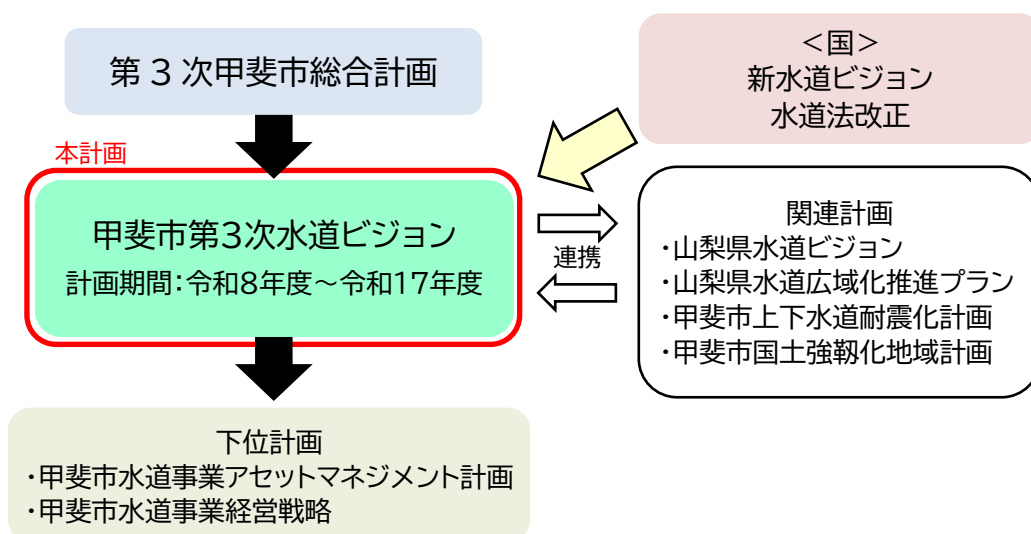 第3次甲斐市総合計画
＜国＞
新水道ビジョン
水道法改正
本計画
甲斐市第3次水道ビジョン
計画期間：令和8年度～令和17年度
連携
関連計画
・山梨県水道ビジョン
・山梨県水道広域化推進プラン
・甲斐市上下水道耐震化計画
・甲斐市国土強靱化地域計画
下位計画
・甲斐市水道事業アセットマネジメント計画
・甲斐市水道事業経営戦略